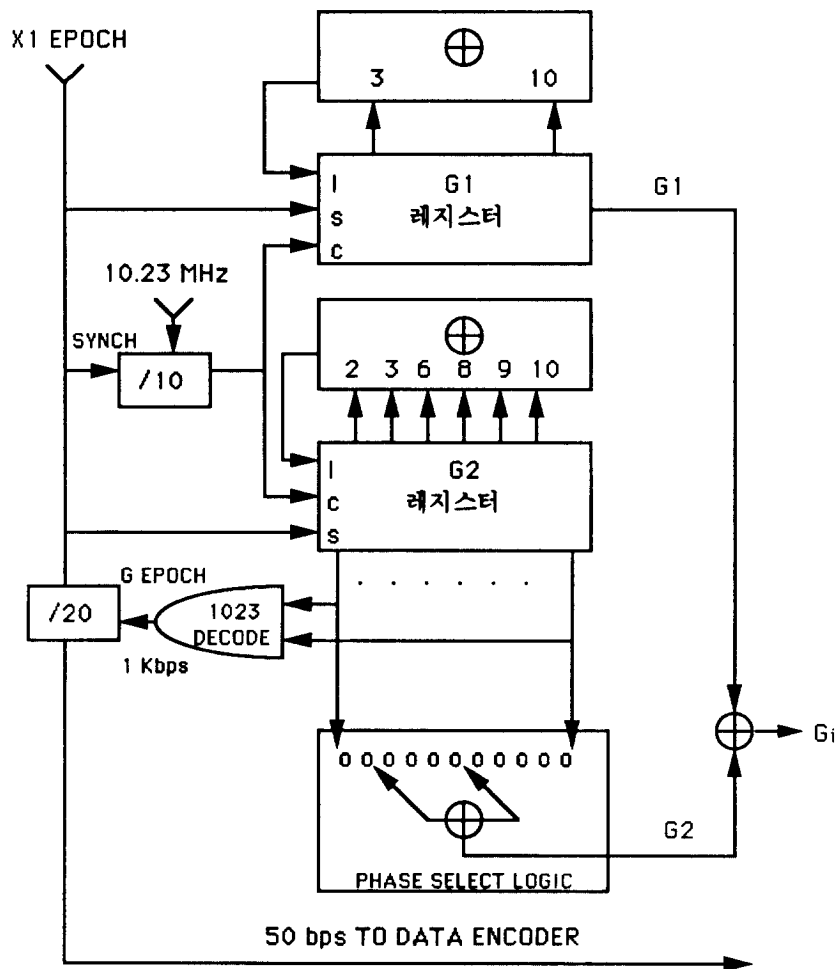 X1 EPOCH
3 10
I
G1
레지스터
S
C
G1
10.23 MHz
SYNCH
/10
2 3 6 8 9 10
I
G2
레지스터
C
S
G EPOCH
. . . . . .
/20
1023
DECODE
1 Kbps
Gi
0 0 0 0 0 0 0 0 0 0 0
G2
PHASE SELECT LOGIC
50 bps TO DATA ENCODER